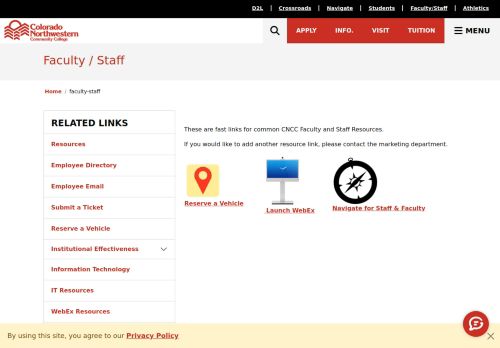 D2L | Crossroads | Navigate | Students | Faculty/Staff | Athletics
Colorado
Northwestern
Community College
APPLY INFO. VISIT TUITION MENU
Faculty / Staff
Home / faculty-staff
RELATED LINKS
Resources
Employee Directory
Employee Email
Submit a Ticket
Reserve a Vehicle
Institutional Effectiveness
Information Technology
IT Resources
WebEx Resources
These are fast links for common CNCC Faculty and Staff Resources.
If you would like to add another resource link, please contact the marketing department.
Reserve a Vehicle
Launch WebEx
Navigate for Staff & Faculty
By using this site, you agree to our Privacy Policy